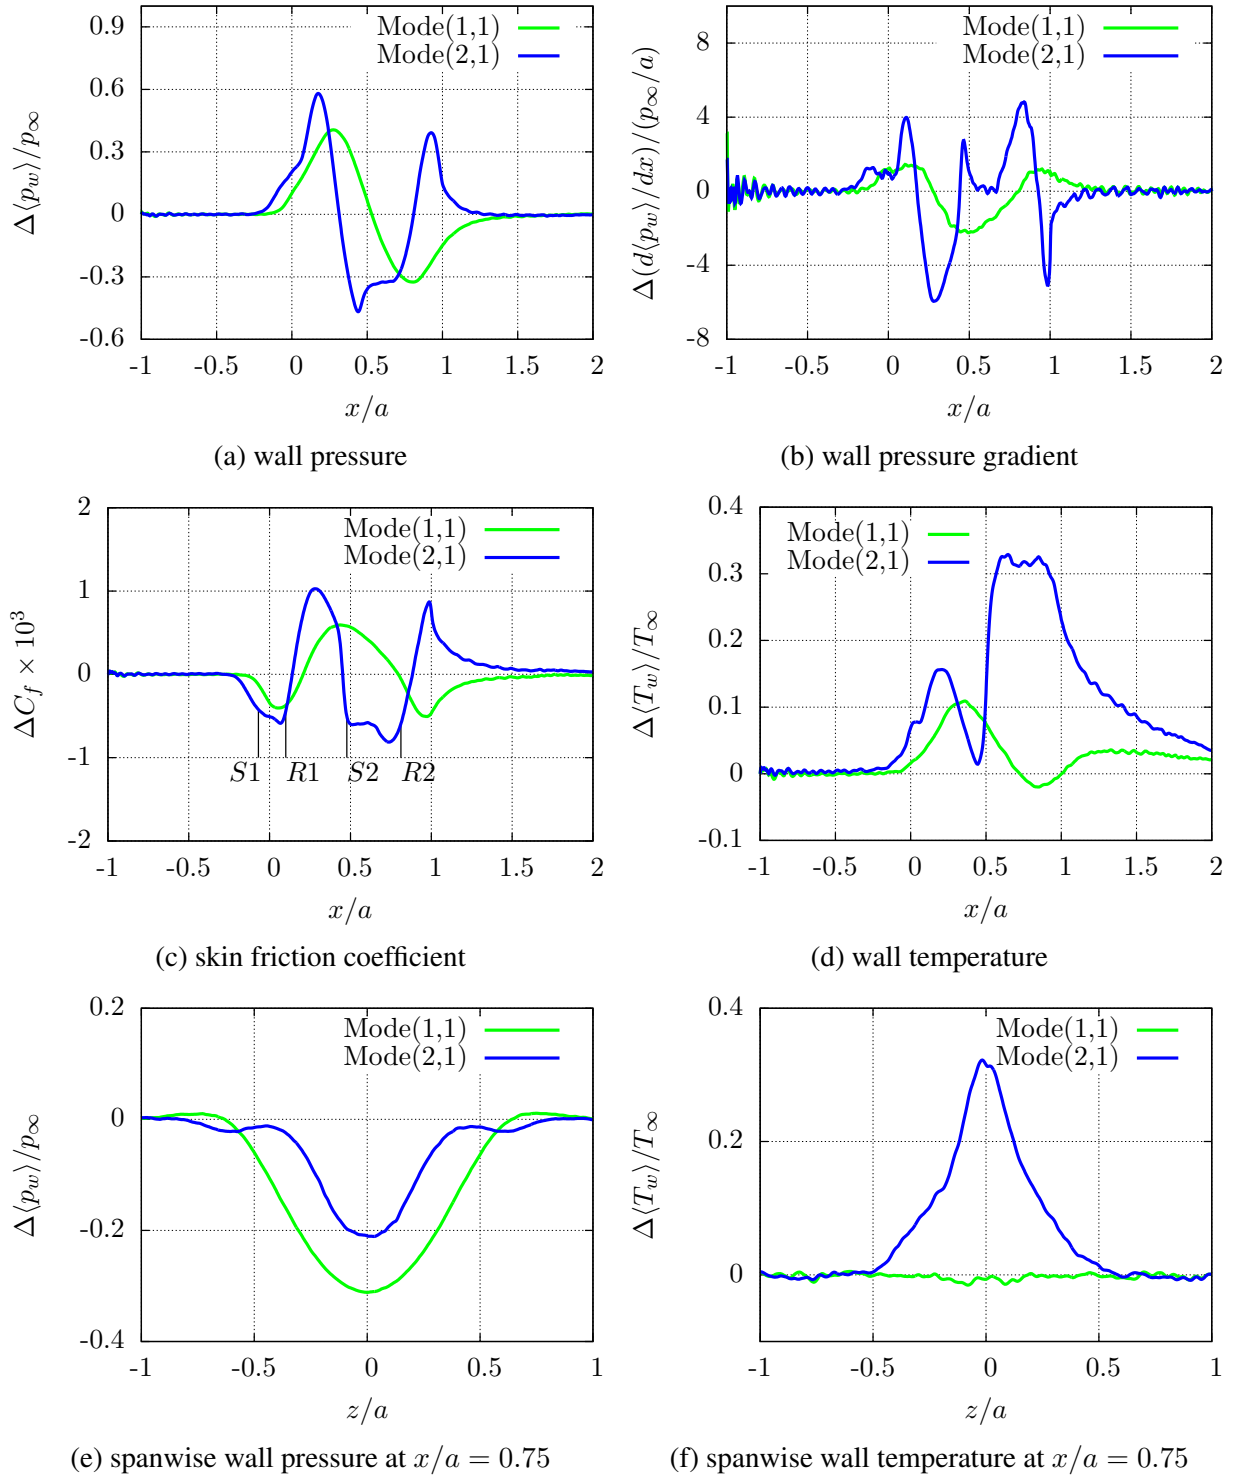 0.9
0.6
0.3
0
-0.3
-0.6
Δ⟨p_w⟩/p_∞
Mode(1,1)
Mode(2,1)
-1 -0.5 0 0.5 1 1.5 2
x/a
(a) wall pressure
8
4
0
-4
-8
Δ(d⟨p_w⟩/dx)/(p_∞/a)
Mode(1,1)
Mode(2,1)
-1 -0.5 0 0.5 1 1.5 2
x/a
(b) wall pressure gradient
2
1
0
-1
-2
ΔC_f × 10³
Mode(1,1)
Mode(2,1)
S1 R1 S2 R2
-1 -0.5 0 0.5 1 1.5 2
x/a
(c) skin friction coefficient
0.4
0.3
0.2
0.1
0
-0.1
Δ⟨T_w⟩/T_∞
Mode(1,1)
Mode(2,1)
-1 -0.5 0 0.5 1 1.5 2
x/a
(d) wall temperature
0.2
0
-0.2
-0.4
Δ⟨p_w⟩/p_∞
Mode(1,1)
Mode(2,1)
-1 -0.5 0 0.5 1
z/a
(e) spanwise wall pressure at x/a = 0.75
0.4
0.2
0
Δ⟨T_w⟩/T_∞
Mode(1,1)
Mode(2,1)
-1 -0.5 0 0.5 1
z/a
(f) spanwise wall temperature at x/a = 0.75